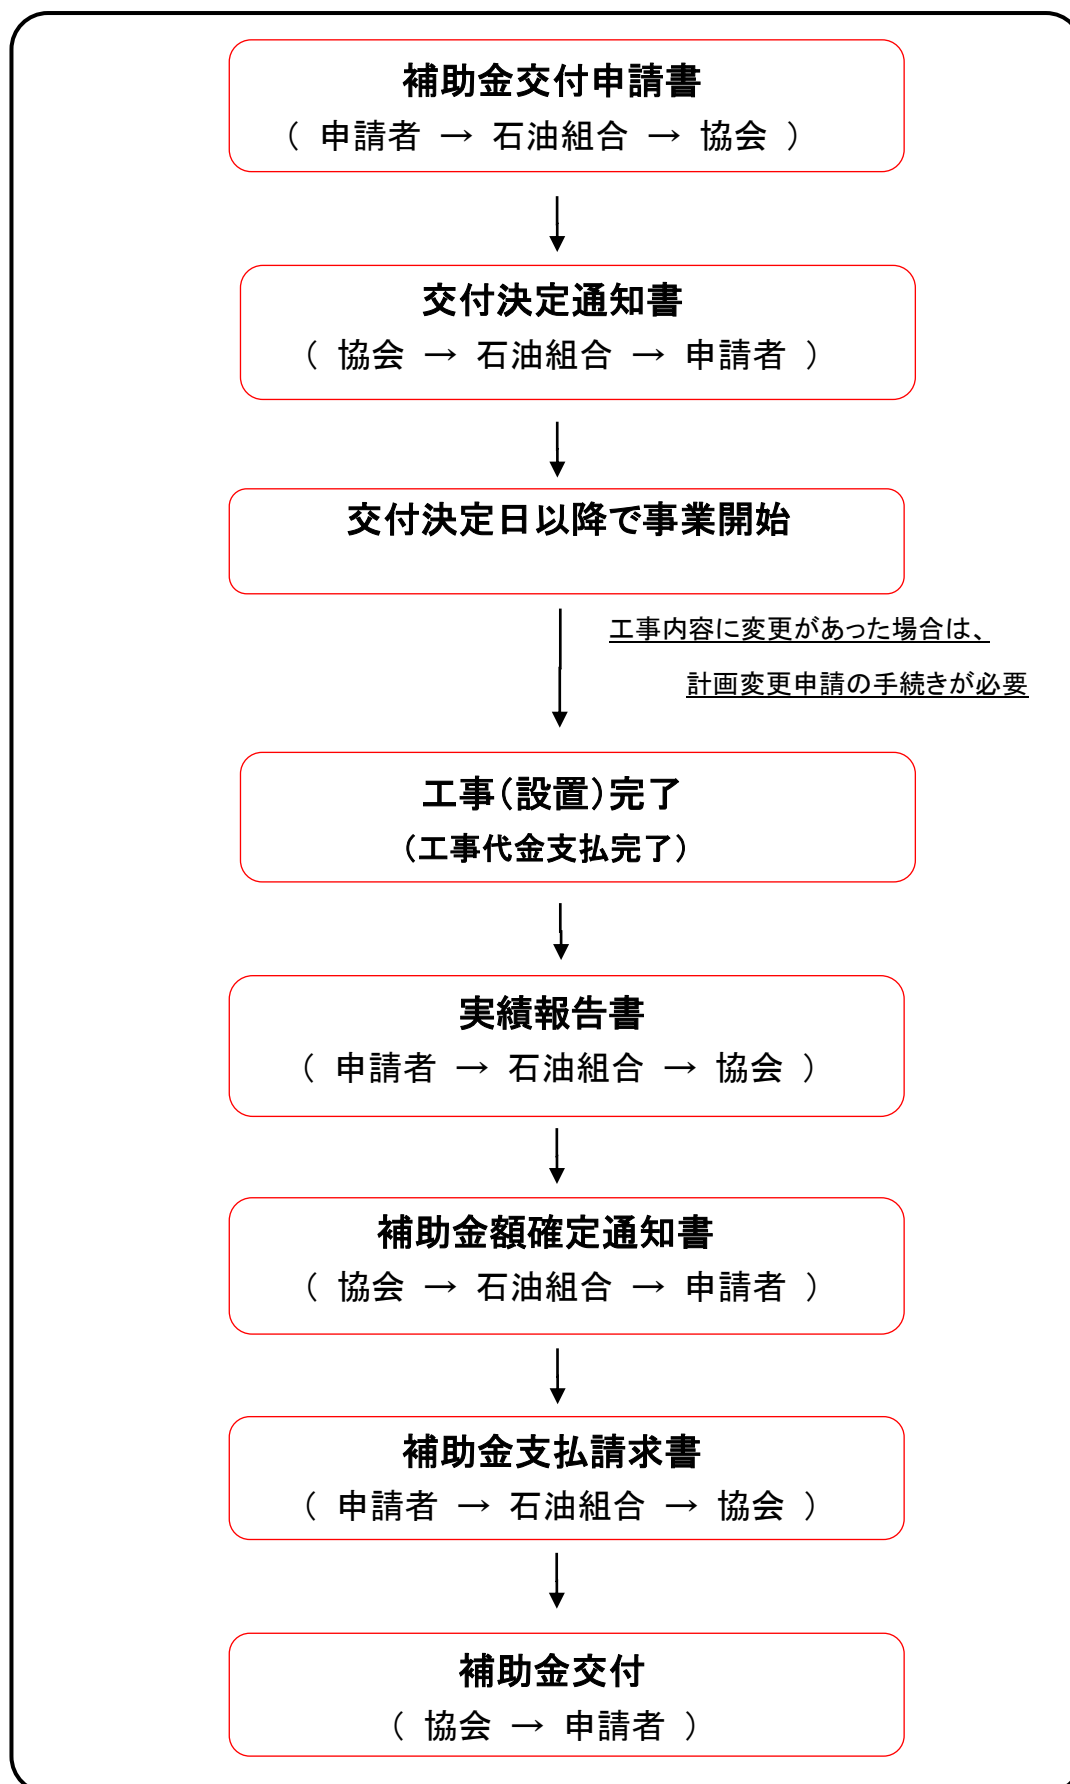 補助金交付申請書
( 申請者 → 石油組合 → 協会 )
交付決定通知書
( 協会 → 石油組合 → 申請者 )
交付決定日以降で事業開始
工事内容に変更があった場合は、
計画変更申請の手続きが必要
工事(設置)完了
(工事代金支払完了)
実績報告書
( 申請者 → 石油組合 → 協会 )
補助金額確定通知書
( 協会 → 石油組合 → 申請者 )
補助金支払請求書
( 申請者 → 石油組合 → 協会 )
補助金交付
( 協会 → 申請者 )